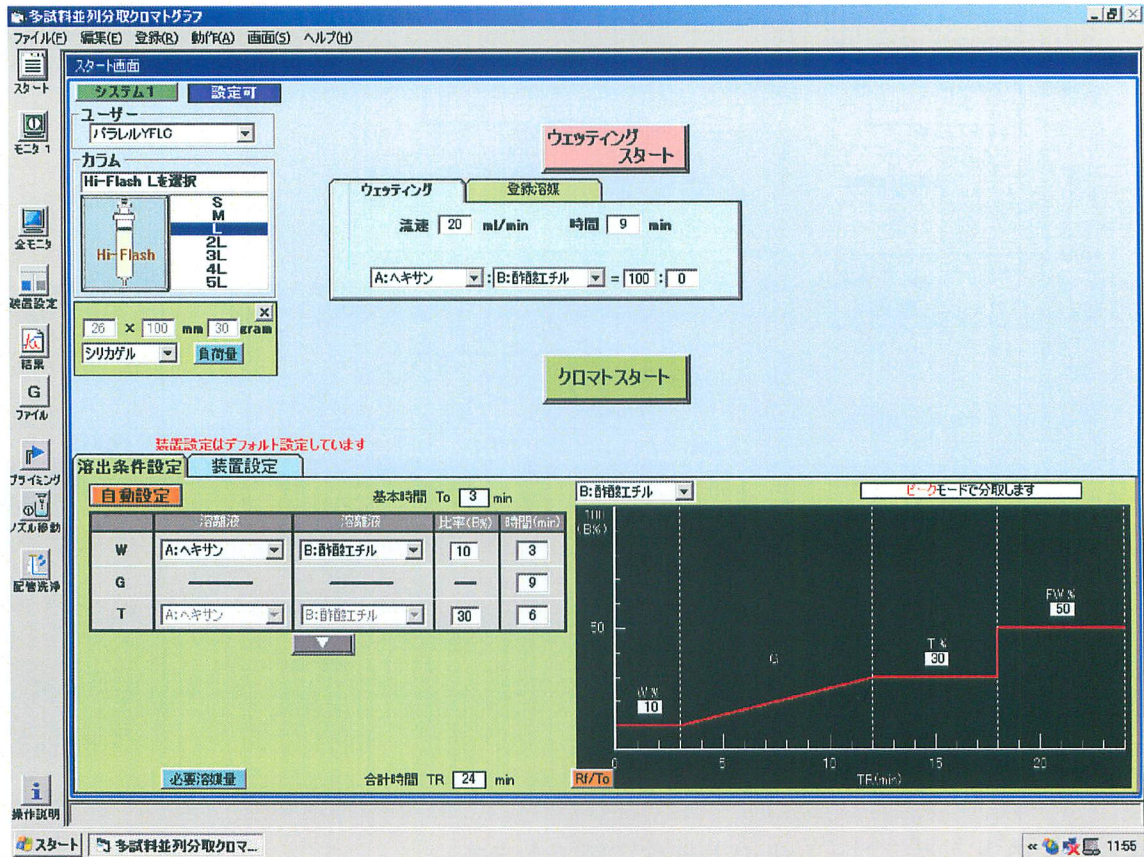 多試料並列分取クロマトグラフ
ファイル(F) 編集(E) 登録(R) 動作(A) 画面(S) ヘルプ(H)
スタート画面
スタート
モニタ 1
全モニタ
装置設定
結果
G
ファイル
プライミング
ノズル移動
配管洗浄
操作説明
システム1 設定可
ユーザー
パラレルYFLC
カラム
Hi-Flash Lを選択
Hi-Flash
S
M
L
2L
3L
4L
5L
26 × 100 mm 30 gram
シリカゲル 負荷量
ウェッティング
スタート
ウェッティング 登録溶媒
流速 20 ml/min 時間 9 min
A:ヘキサン : B:酢酸エチル = 100 : 0
クロマトスタート
装置設定はデフォルト設定しています
溶出条件設定 装置設定
自動設定 基本時間 To 3 min
溶離液 溶離液 比率(B%) 時間(min)
W A:ヘキサン B:酢酸エチル 10 3
G 9
T A:ヘキサン B:酢酸エチル 30 6
必要溶媒量 合計時間 TR 24 min
B:酢酸エチル ピークモードで分取します
100
(B%)
50
W%
10
G
T%
30
FW%
50
0 5 10 15 20
Rf/To TR(min)
スタート 多試料並列分取クロマ... « 11:55